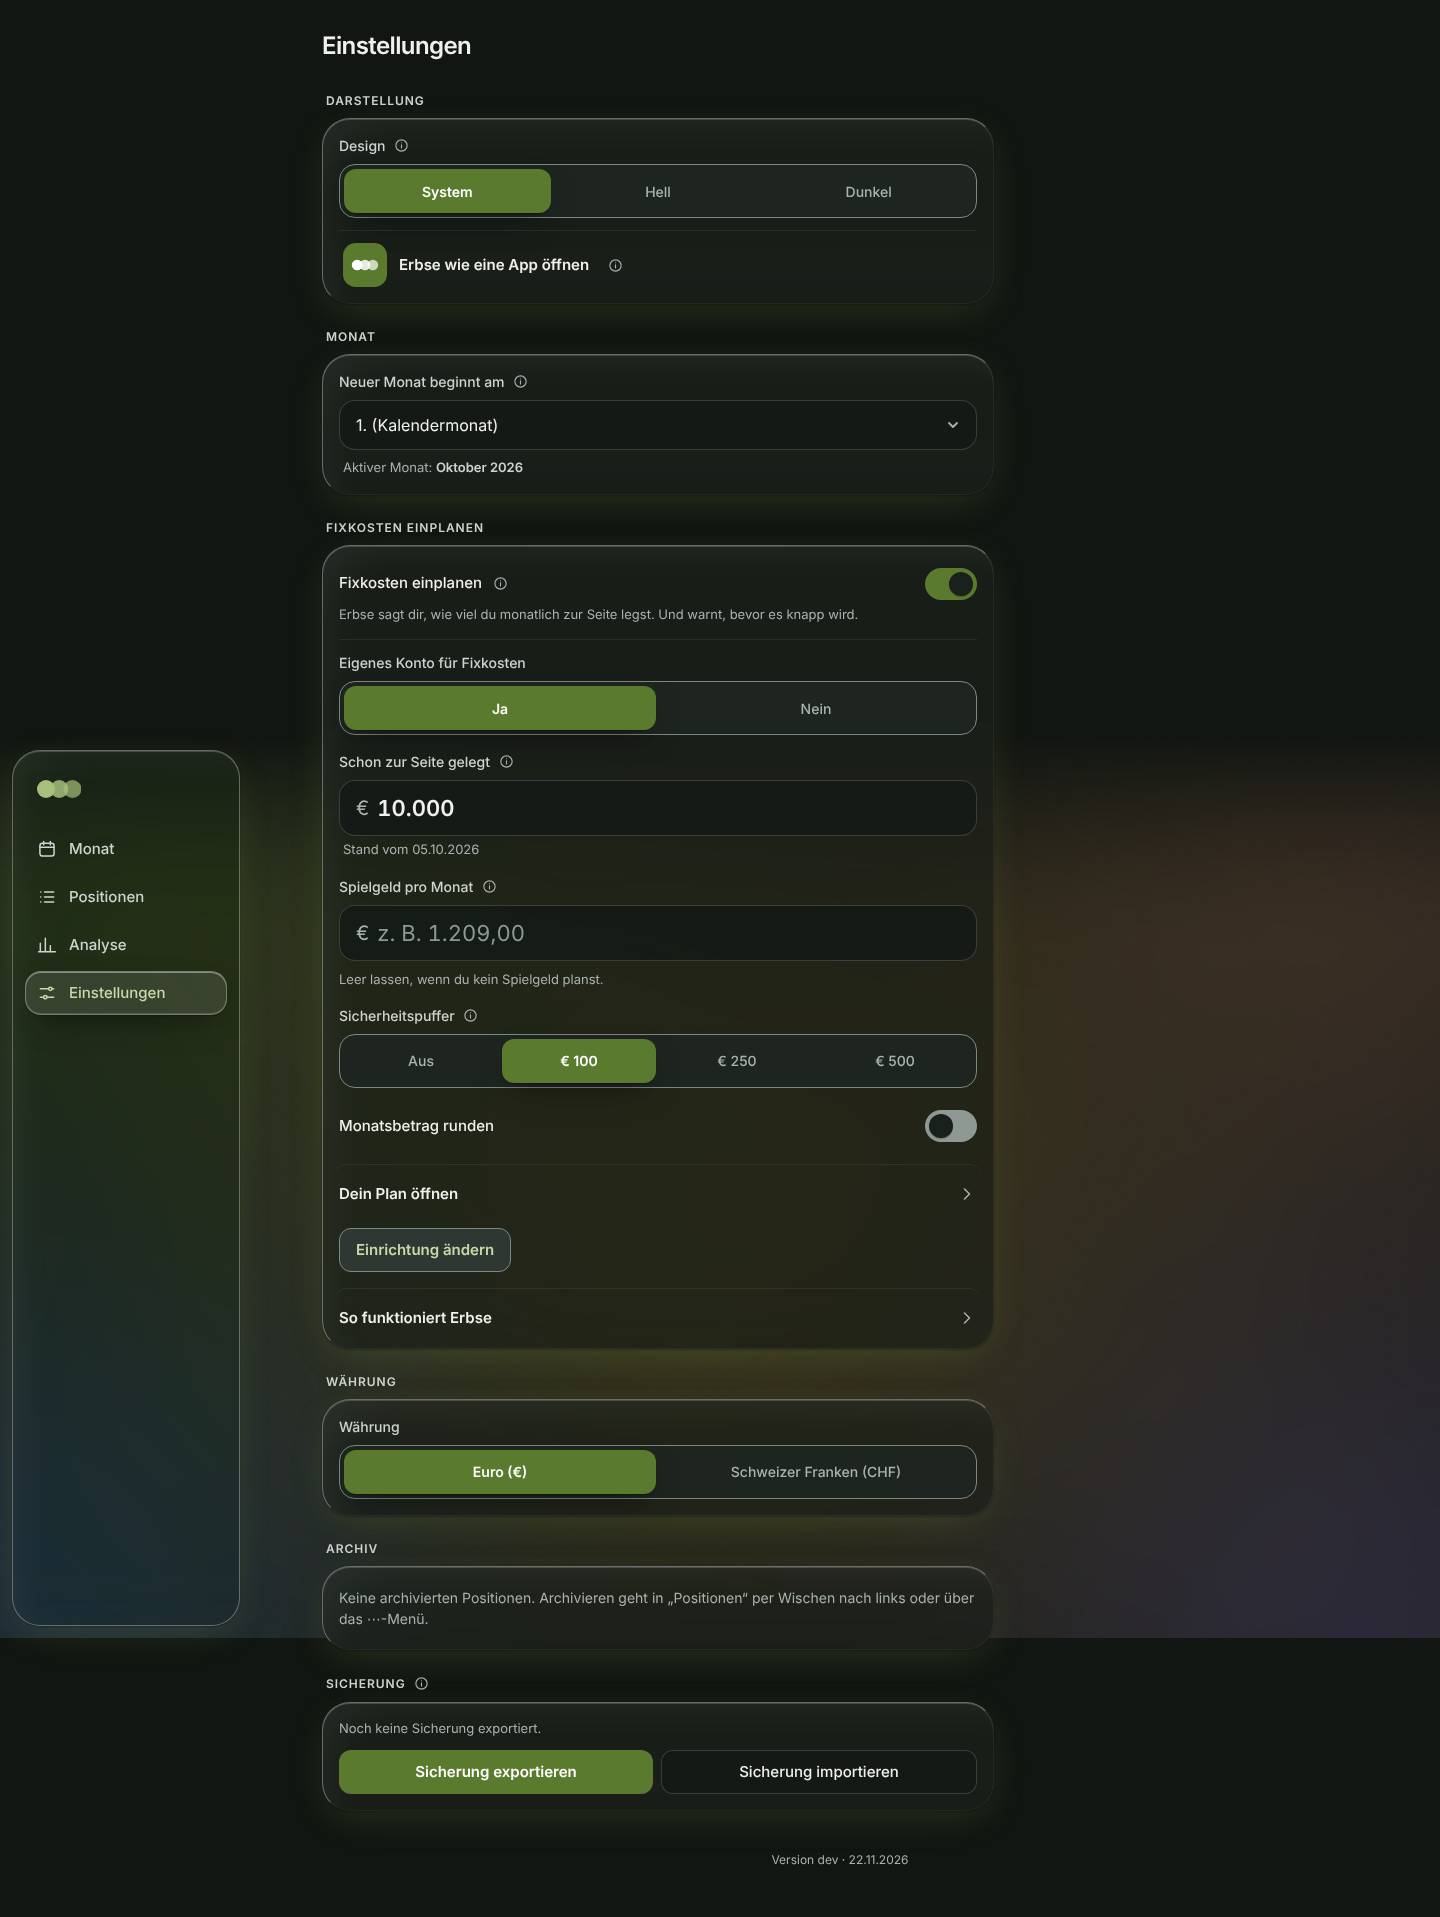 Einstellungen
DARSTELLUNG
Design
System
Hell
Dunkel
Erbse wie eine App öffnen
MONAT
Neuer Monat beginnt am
1. (Kalendermonat)
Aktiver Monat: Oktober 2026
FIXKOSTEN EINPLANEN
Fixkosten einplanen
Erbse sagt dir, wie viel du monatlich zur Seite legst. Und warnt, bevor es knapp wird.
Eigenes Konto für Fixkosten
Ja
Nein
Schon zur Seite gelegt
€ 10.000
Stand vom 05.10.2026
Spielgeld pro Monat
€ z. B. 1.209,00
Leer lassen, wenn du kein Spielgeld planst.
Sicherheitspuffer
Aus
€ 100
€ 250
€ 500
Monatsbetrag runden
Dein Plan öffnen
Einrichtung ändern
So funktioniert Erbse
WÄHRUNG
Währung
Euro (€)
Schweizer Franken (CHF)
ARCHIV
Keine archivierten Positionen. Archivieren geht in „Positionen“ per Wischen nach links oder über
das ⋯-Menü.
SICHERUNG
Noch keine Sicherung exportiert.
Sicherung exportieren
Sicherung importieren
Version dev · 22.11.2026
Monat
Positionen
Analyse
Einstellungen